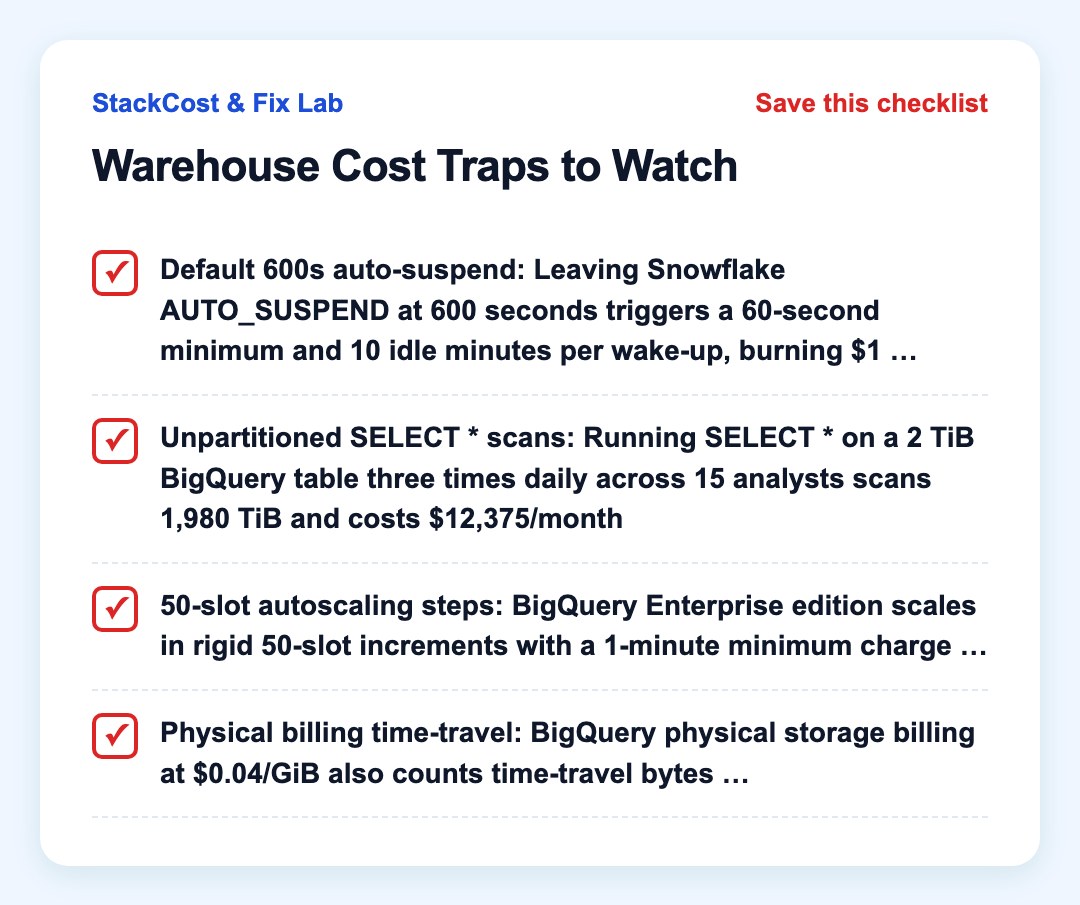 StackCost & Fix Lab
Save this checklist
Warehouse Cost Traps to Watch
Default 600s auto-suspend: Leaving Snowflake
AUTO_SUSPEND at 600 seconds triggers a 60-second
minimum and 10 idle minutes per wake-up, burning $1 …
Unpartitioned SELECT * scans: Running SELECT * on a 2 TiB
BigQuery table three times daily across 15 analysts scans
1,980 TiB and costs $12,375/month
50-slot autoscaling steps: BigQuery Enterprise edition scales
in rigid 50-slot increments with a 1-minute minimum charge …
Physical billing time-travel: BigQuery physical storage billing
at $0.04/GiB also counts time-travel bytes …